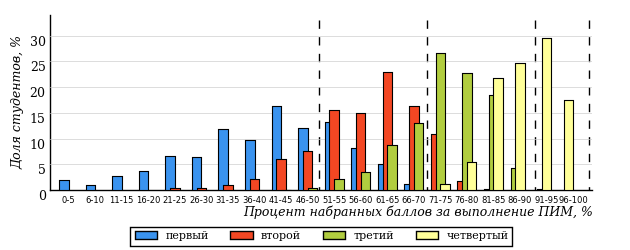 Доля студентов, %
30
25
20
15
10
5
0
0-5 6-10 11-15 16-20 21-25 26-30 31-35 36-40 41-45 46-50 51-55 56-60 61-65 66-70 71-75 76-80 81-85 86-90 91-95 96-100
Процент набранных баллов за выполнение ПИМ, %
первый второй третий четвертый